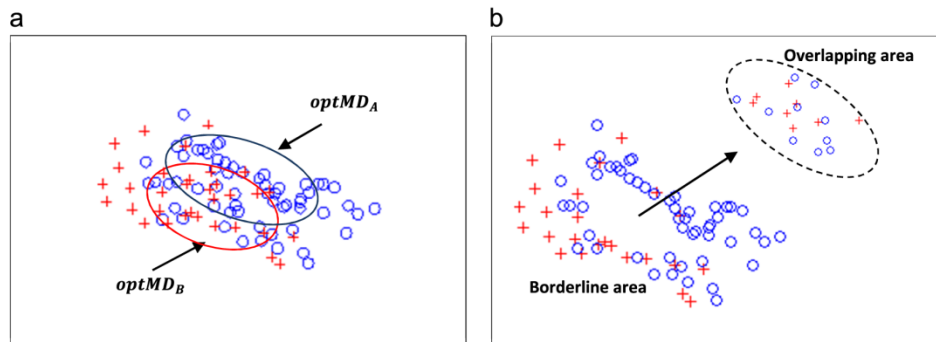 a
b
optMD_A
optMD_B
Overlapping area
Borderline area